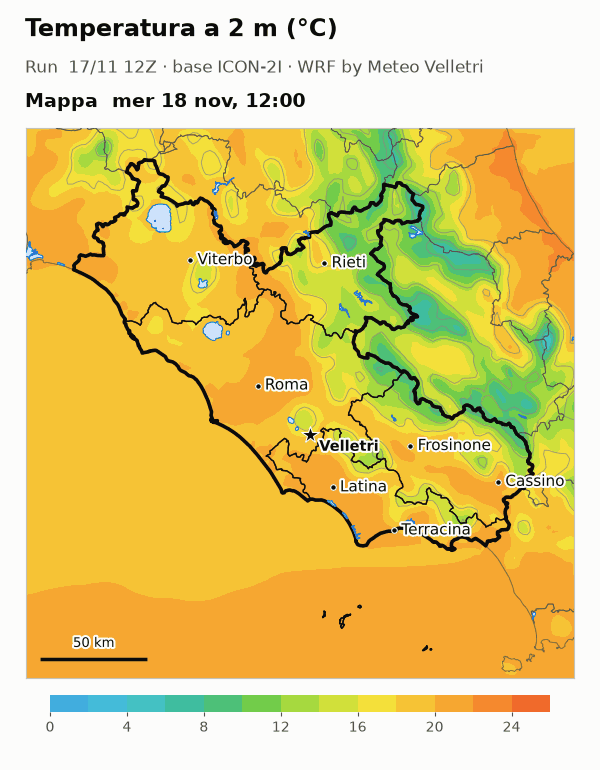 Temperatura a 2 m (°C)
Run  17/11 12Z · base ICON-2I · WRF by Meteo Velletri
Mappa  mer 18 nov, 12:00
Viterbo
Rieti
Roma
Velletri
Frosinone
Cassino
Latina
Terracina
50 km
0 4 8 12 16 20 24